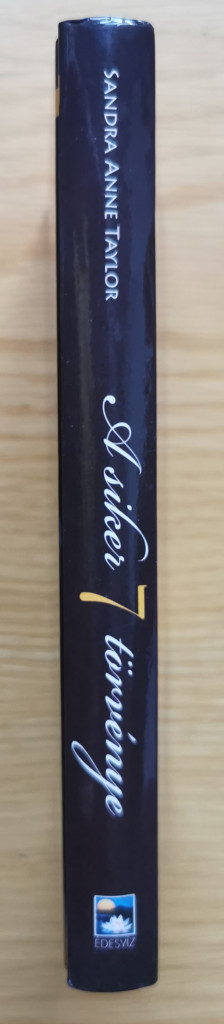 SANDRA ANNE TAYLOR
A siker 7 törvénye
ÉDESVÍZ